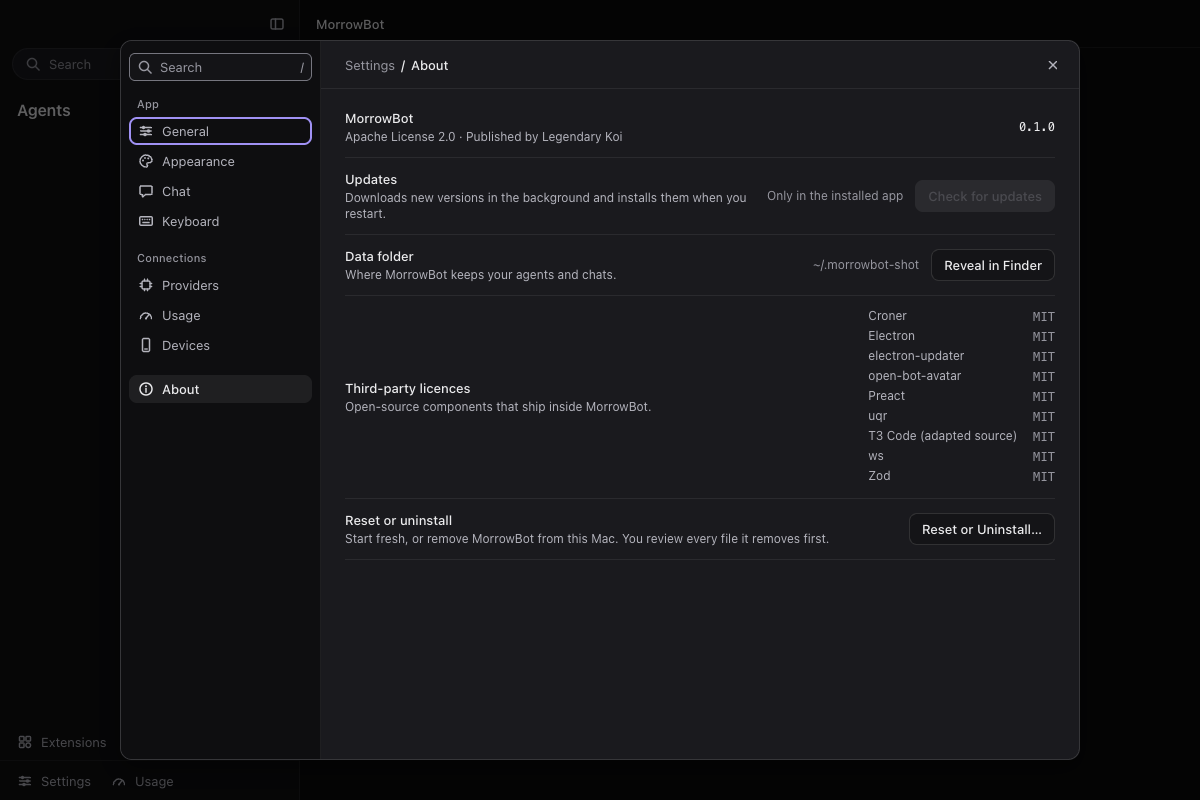 MorrowBot
Search
Agents
Extensions
Settings
Usage
Search
/
App
General
Appearance
Chat
Keyboard
Connections
Providers
Usage
Devices
About
Settings / About
MorrowBot
Apache License 2.0 · Published by Legendary Koi
0.1.0
Updates
Downloads new versions in the background and installs them when you
restart.
Only in the installed app
Check for updates
Data folder
Where MorrowBot keeps your agents and chats.
~/.morrowbot-shot
Reveal in Finder
Third-party licences
Open-source components that ship inside MorrowBot.
Croner MIT
Electron MIT
electron-updater MIT
open-bot-avatar MIT
Preact MIT
uqr MIT
T3 Code (adapted source) MIT
ws MIT
Zod MIT
Reset or uninstall
Start fresh, or remove MorrowBot from this Mac. You review every file it removes first.
Reset or Uninstall...